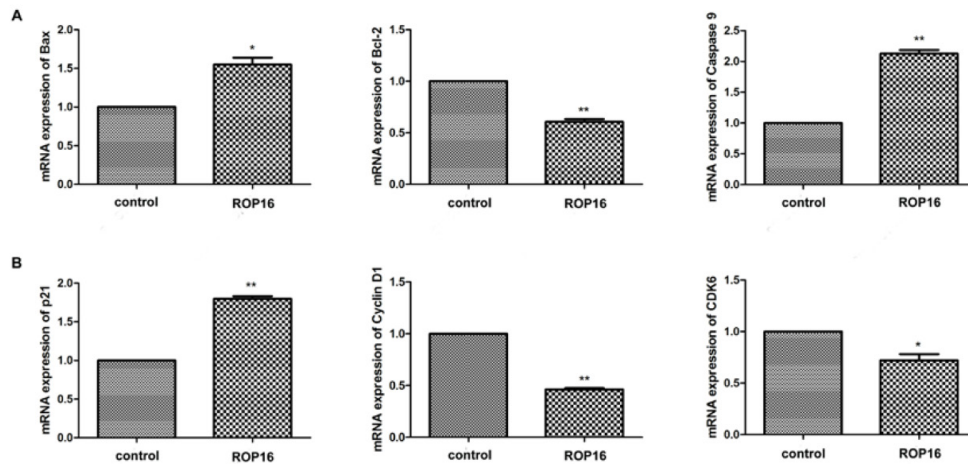 A
mRNA expression of Bax
2.0
1.5
1.0
0.5
0.0
*
control ROP16
mRNA expression of Bcl-2
1.5
1.0
0.5
0.0
**
control ROP16
mRNA expression of Caspase 9
2.5
2.0
1.5
1.0
0.5
0.0
**
control ROP16
B
mRNA expression of p21
2.0
1.5
1.0
0.5
0.0
**
control ROP16
mRNA expression of Cyclin D1
1.5
1.0
0.5
0.0
**
control ROP16
mRNA expression of CDK6
1.5
1.0
0.5
0.0
*
control ROP16